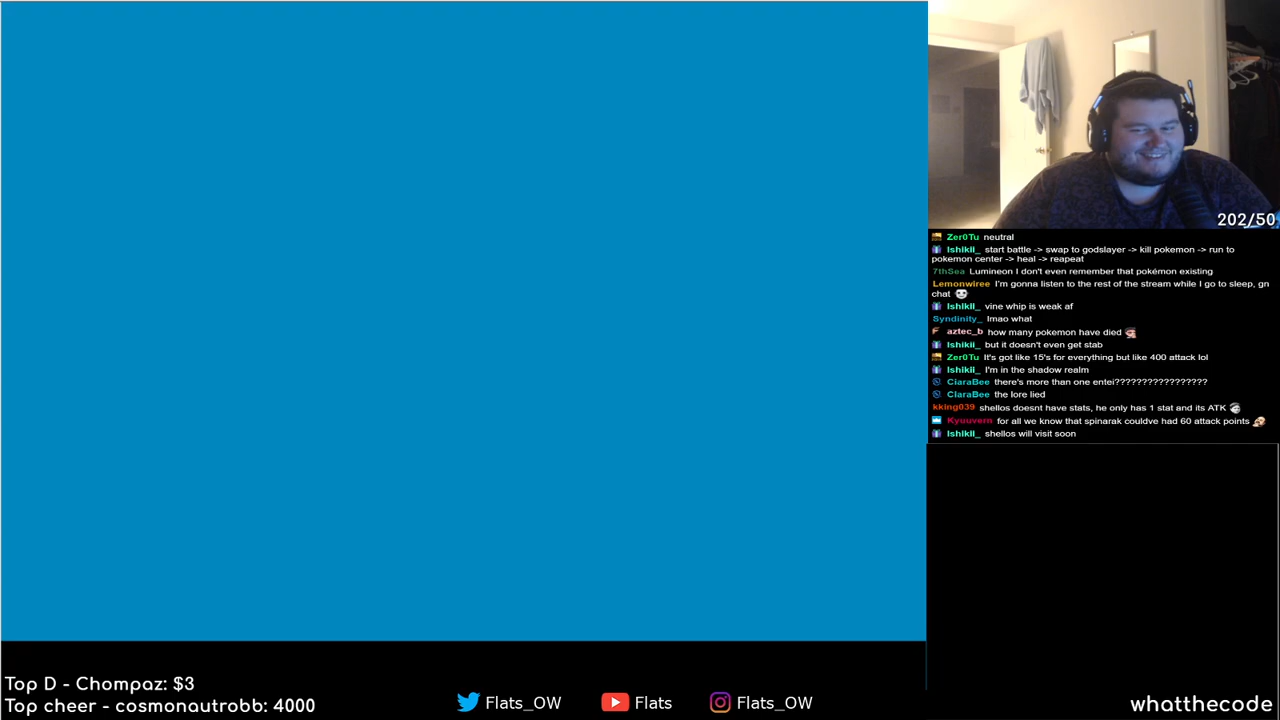 202/50
Zer0Tu neutral
Ishikii_ start battle -> swap to godslayer -> kill pokemon -> run to
pokemon center -> heal -> reapeat
7thSea Lumineon I don't even remember that pokémon existing
Lemonwiree I'm gonna listen to the rest of the stream while I go to sleep, gn
chat
Ishikii_ vine whip is weak af
Syndinity_ lmao what
aztec_b how many pokemon have died
Ishikii_ but it doesn't even get stab
Zer0Tu It's got like 15's for everything but like 400 attack lol
Ishikii_ I'm in the shadow realm
CiaraBee there's more than one entei?????????????????
CiaraBee the lore lied
kking039 shellos doesnt have stats, he only has 1 stat and its ATK
Kyuuvern for all we know that spinarak couldve had 60 attack points
Ishikii_ shellos will visit soon
Top D - Chompaz: $3
Top cheer - cosmonautrobb: 4000
Flats_OW
Flats
Flats_OW
whatthecode